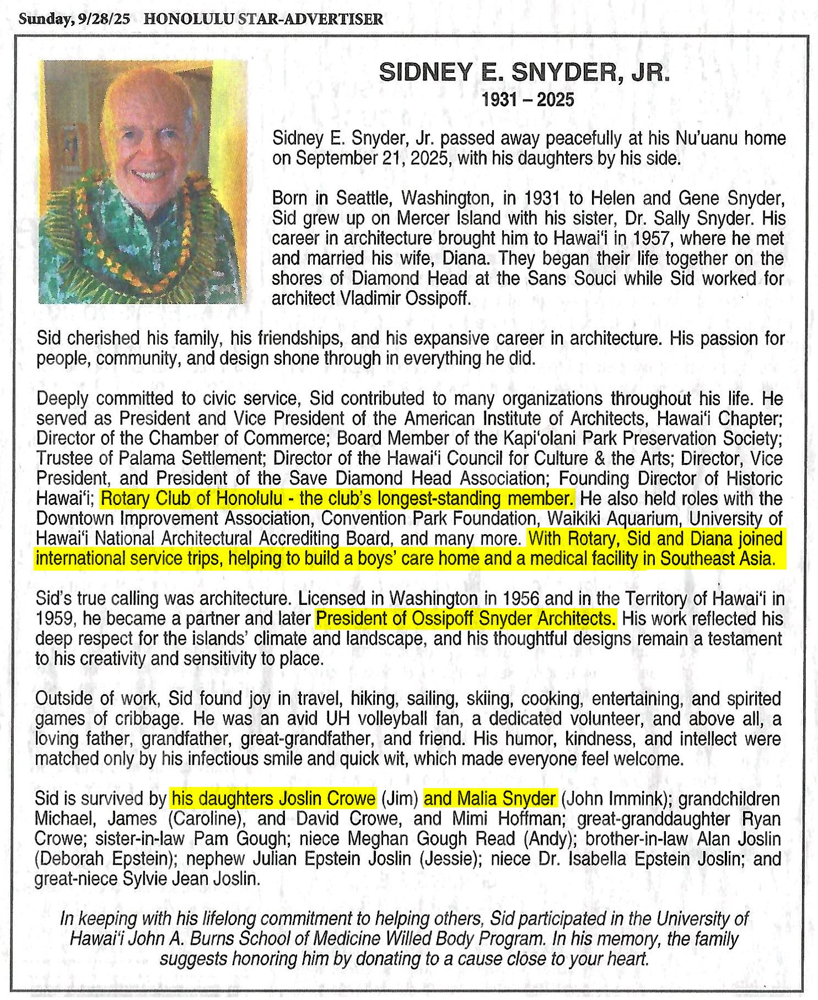 Sunday, 9/28/25 HONOLULU STAR-ADVERTISER
SIDNEY E. SNYDER, JR.
1931 – 2025
Sidney E. Snyder, Jr. passed away peacefully at his Nu’uanu home
on September 21, 2025, with his daughters by his side.
Born in Seattle, Washington, in 1931 to Helen and Gene Snyder,
Sid grew up on Mercer Island with his sister, Dr. Sally Snyder. His
career in architecture brought him to Hawai‘i in 1957, where he met
and married his wife, Diana. They began their life together on the
shores of Diamond Head at the Sans Souci while Sid worked for
architect Vladimir Ossipoff.
Sid cherished his family, his friendships, and his expansive career in architecture. His passion for
people, community, and design shone through in everything he did.
Deeply committed to civic service, Sid contributed to many organizations throughout his life. He
served as President and Vice President of the American Institute of Architects, Hawai‘i Chapter;
Director of the Chamber of Commerce; Board Member of the Kapi‘olani Park Preservation Society;
Trustee of Palama Settlement; Director of the Hawai‘i Council for Culture & the Arts; Director, Vice
President, and President of the Save Diamond Head Association; Founding Director of Historic
Hawai‘i; Rotary Club of Honolulu - the club’s longest-standing member. He also held roles with the
Downtown Improvement Association, Convention Park Foundation, Waikiki Aquarium, University of
Hawai‘i National Architectural Accrediting Board, and many more. With Rotary, Sid and Diana joined
international service trips, helping to build a boys’ care home and a medical facility in Southeast Asia.
Sid’s true calling was architecture. Licensed in Washington in 1956 and in the Territory of Hawai‘i in
1959, he became a partner and later President of Ossipoff Snyder Architects. His work reflected his
deep respect for the islands’ climate and landscape, and his thoughtful designs remain a testament
to his creativity and sensitivity to place.
Outside of work, Sid found joy in travel, hiking, sailing, skiing, cooking, entertaining, and spirited
games of cribbage. He was an avid UH volleyball fan, a dedicated volunteer, and above all, a
loving father, grandfather, great-grandfather, and friend. His humor, kindness, and intellect were
matched only by his infectious smile and quick wit, which made everyone feel welcome.
Sid is survived by his daughters Joslin Crowe (Jim) and Malia Snyder (John Immink); grandchildren
Michael, James (Caroline), and David Crowe, and Mimi Hoffman; great-granddaughter Ryan
Crowe; sister-in-law Pam Gough; niece Meghan Gough Read (Andy); brother-in-law Alan Joslin
(Deborah Epstein); nephew Julian Epstein Joslin (Jessie); niece Dr. Isabella Epstein Joslin; and
great-niece Sylvie Jean Joslin.
In keeping with his lifelong commitment to helping others, Sid participated in the University of
Hawai‘i John A. Burns School of Medicine Willed Body Program. In his memory, the family
suggests honoring him by donating to a cause close to your heart.